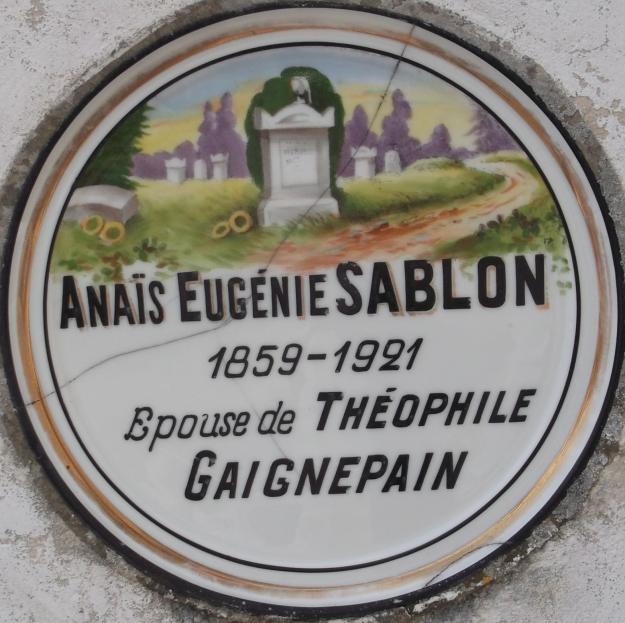 ANAÏS EUGÉNIE SABLON
1859-1921
Epouse de THÉOPHILE
GAIGNEPAIN